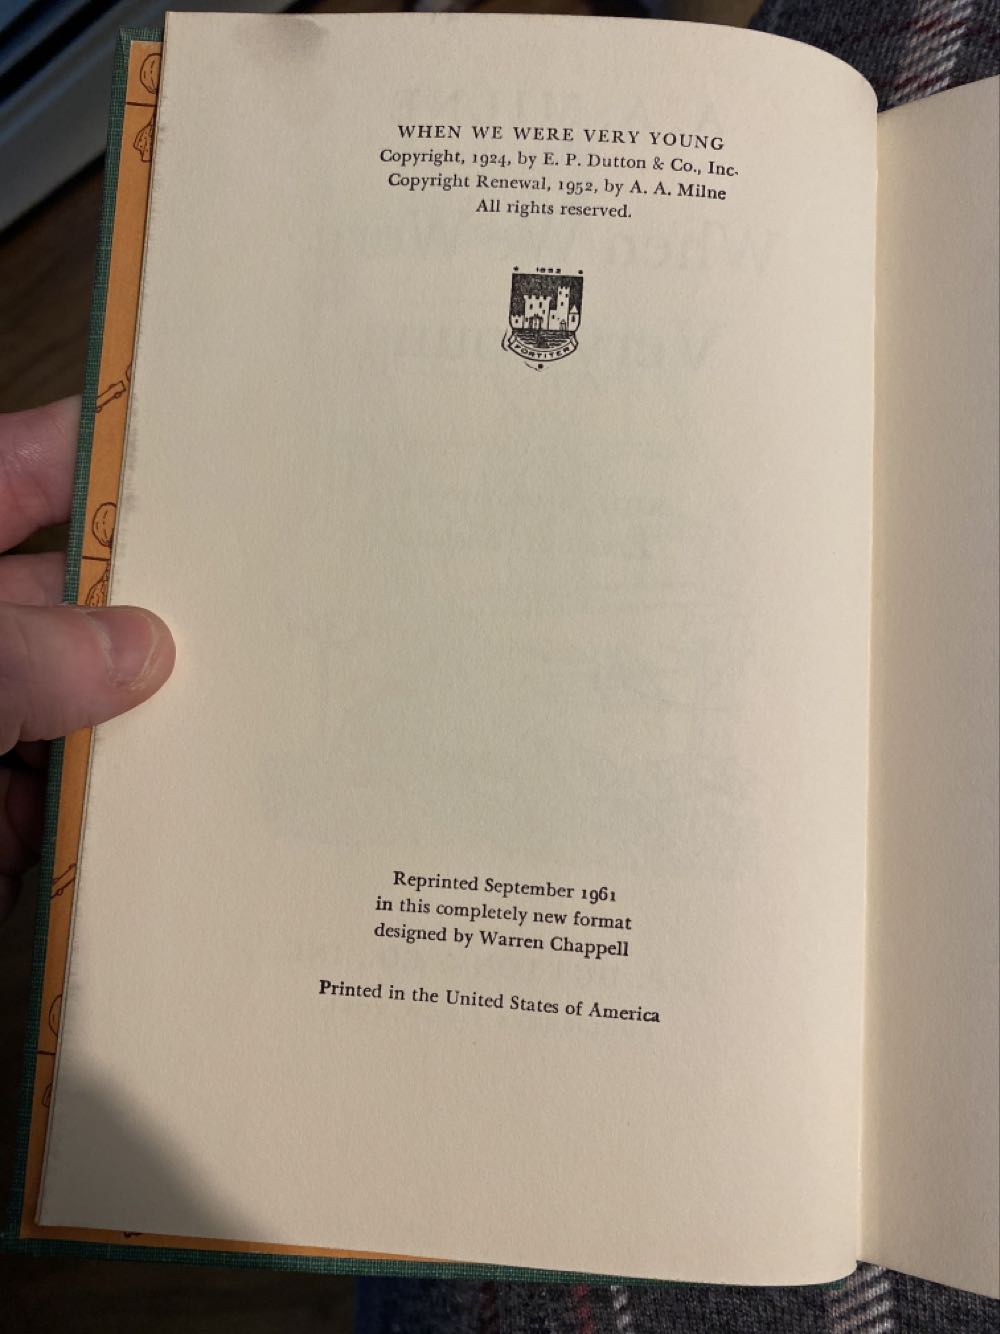 WHEN WE WERE VERY YOUNG
Copyright, 1924, by E. P. Dutton & Co., Inc.
Copyright Renewal, 1952, by A. A. Milne
All rights reserved.
1852
FORTITER
Reprinted September 1961
in this completely new format
designed by Warren Chappell
Printed in the United States of America